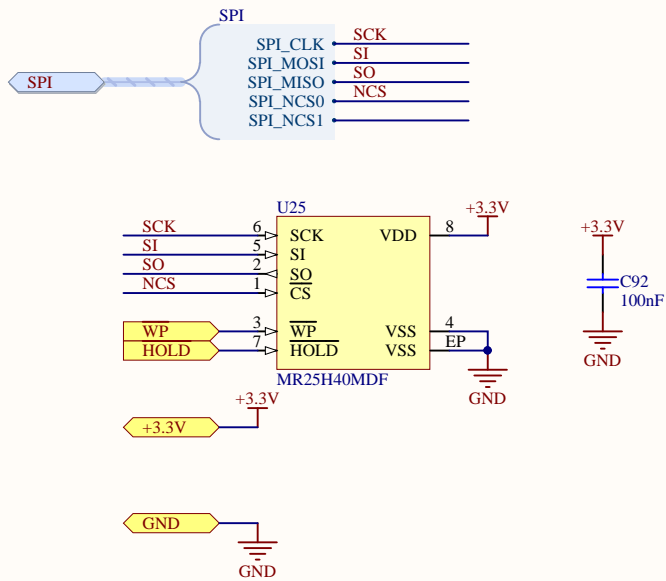 SPI
SPI
SPI_CLK SCK
SPI_MOSI SI
SPI_MISO SO
SPI_NCS0 NCS
SPI_NCS1
U25
SCK 6 SCK VDD 8 +3.3V
SI 5 SI
SO 2 SO
NCS 1 CS
WP 3 WP VSS 4
HOLD 7 HOLD VSS EP
MR25H40MDF
GND
+3.3V
C92
100nF
GND
+3.3V
+3.3V
GND
GND